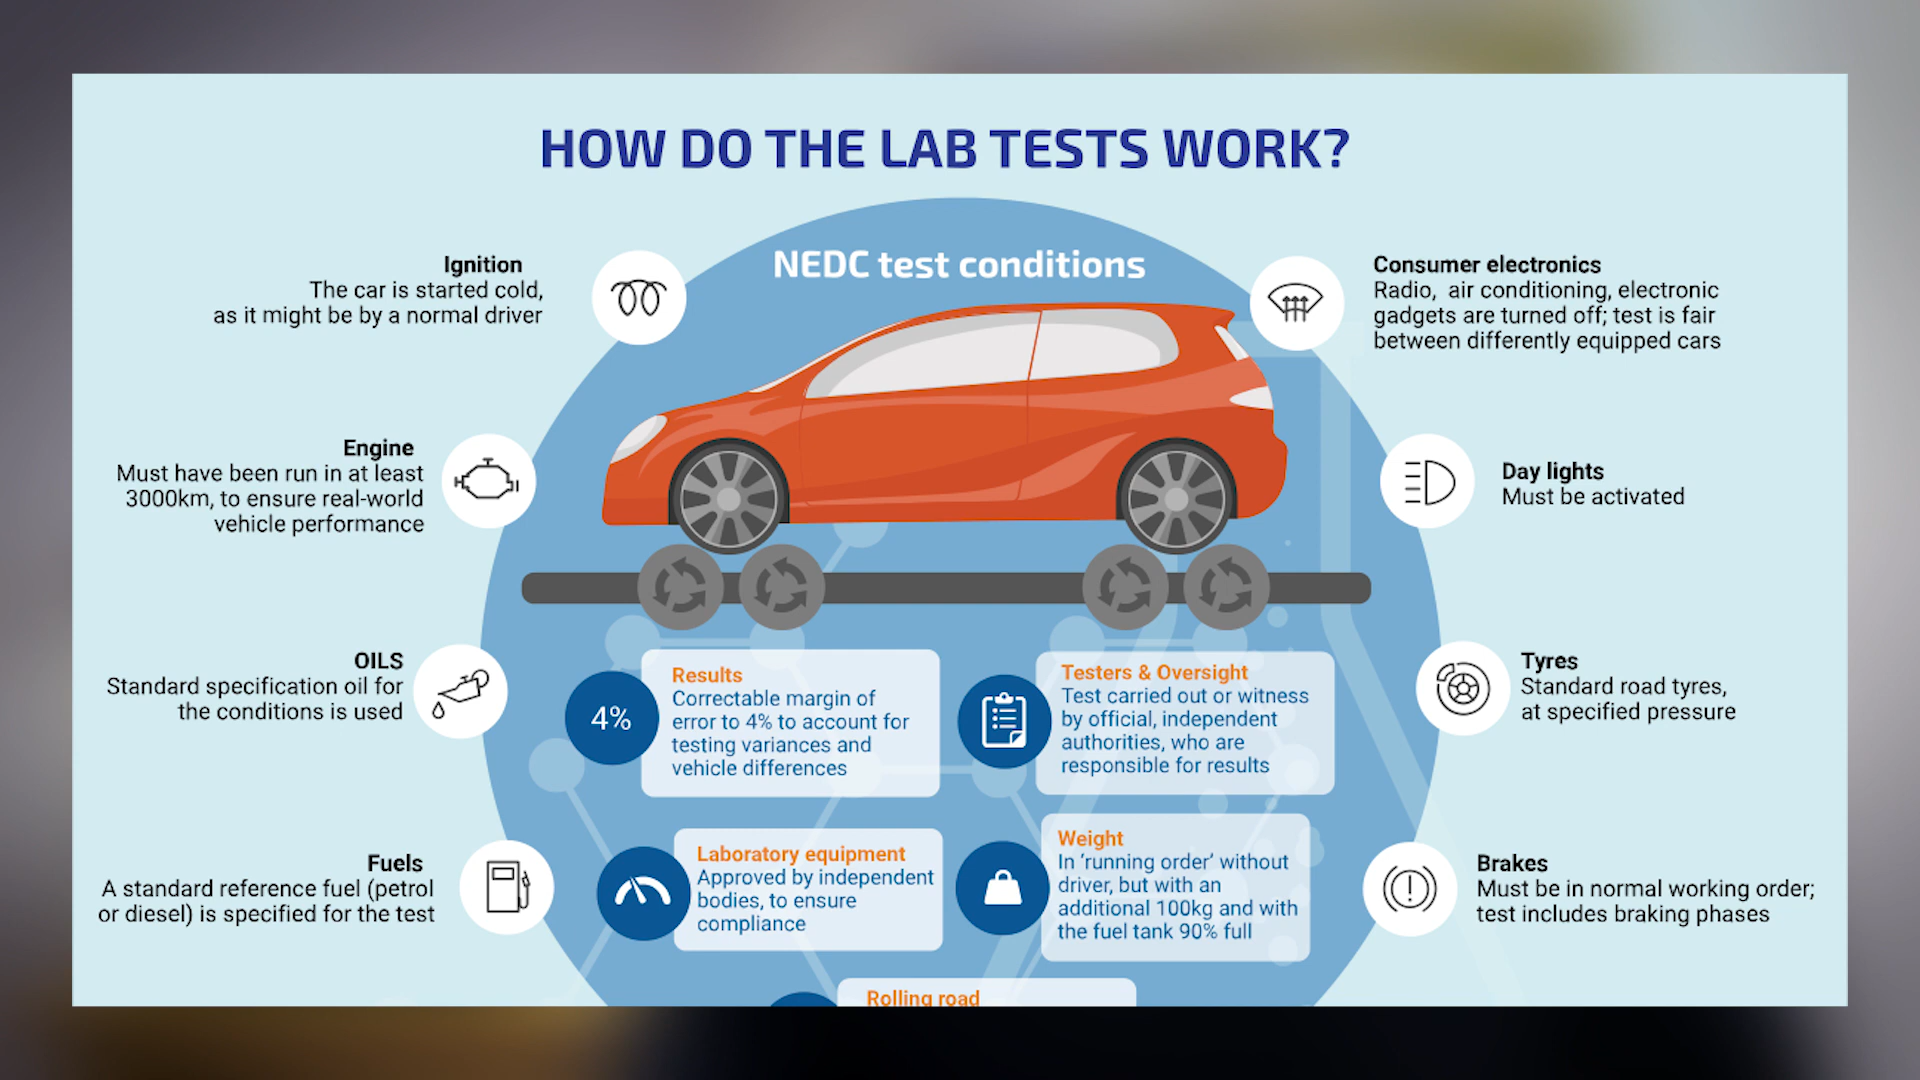 HOW DO THE LAB TESTS WORK?
NEDC test conditions
Ignition
The car is started cold,
as it might be by a normal driver
Engine
Must have been run in at least
3000km, to ensure real-world
vehicle performance
OILS
Standard specification oil for
the conditions is used
Fuels
A standard reference fuel (petrol
or diesel) is specified for the test
Consumer electronics
Radio, air conditioning, electronic
gadgets are turned off; test is fair
between differently equipped cars
Day lights
Must be activated
Tyres
Standard road tyres,
at specified pressure
Brakes
Must be in normal working order;
test includes braking phases
4%
Results
Correctable margin of
error to 4% to account for
testing variances and
vehicle differences
Testers & Oversight
Test carried out or witness
by official, independent
authorities, who are
responsible for results
Laboratory equipment
Approved by independent
bodies, to ensure
compliance
Weight
In ‘running order’ without
driver, but with an
additional 100kg and with
the fuel tank 90% full
Rolling road